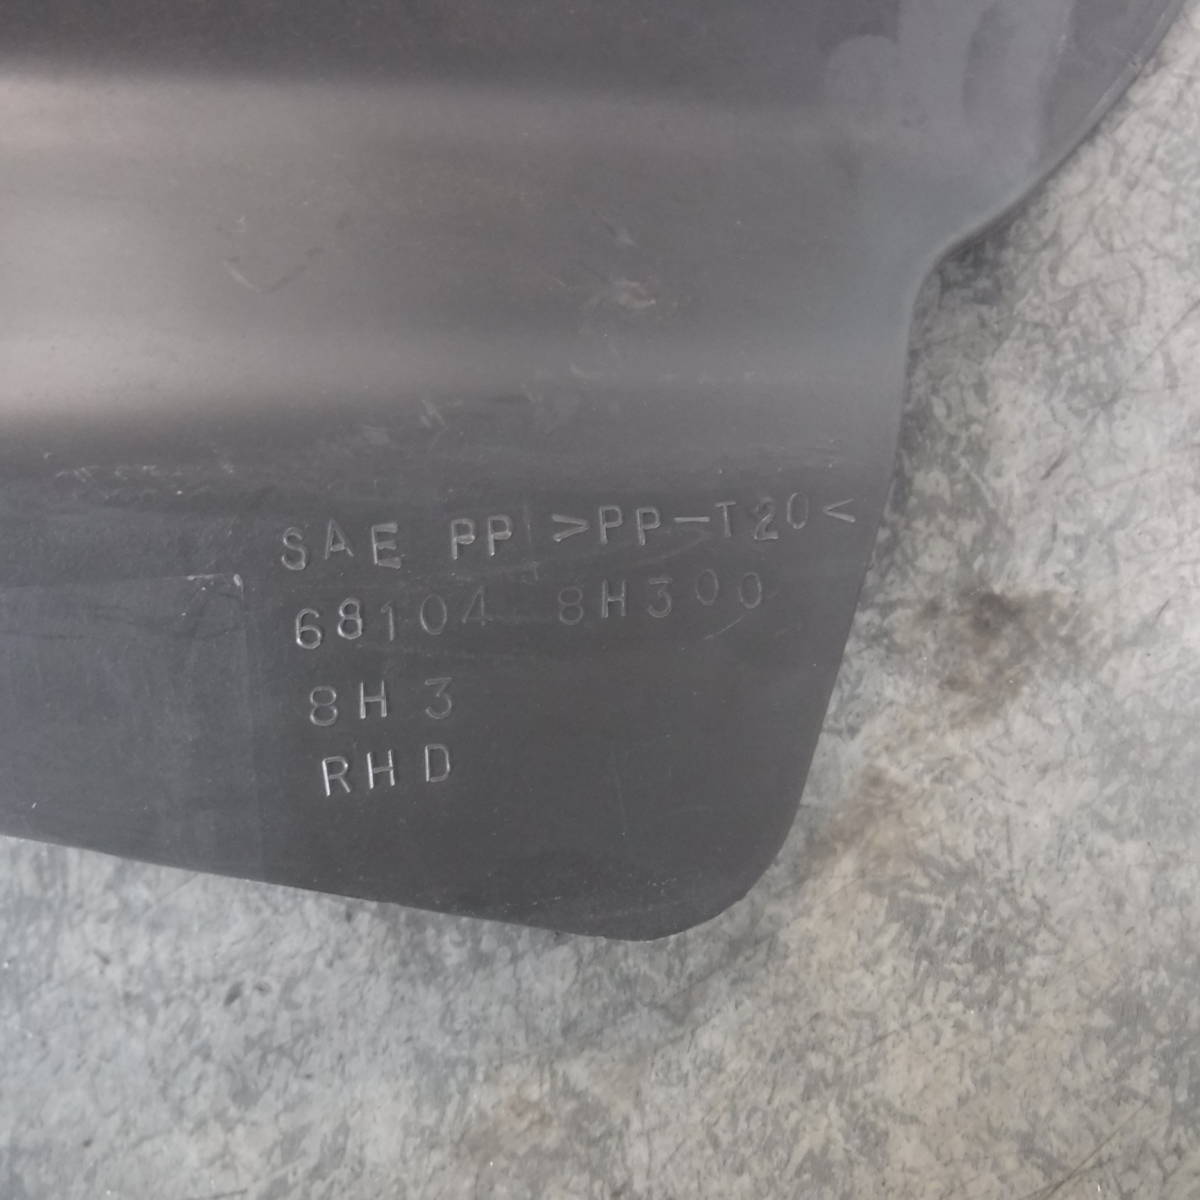 SAE PP >PP-T20<
68104 8H300
8H3
RHD